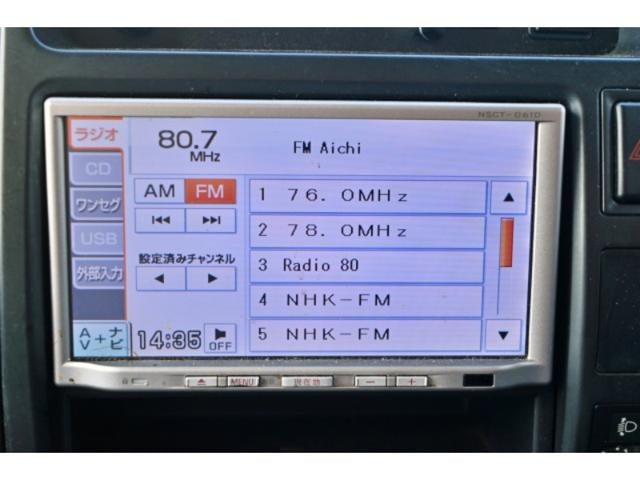 NSCT-D61D
ラジオ
80.7
MHz
FM Aichi
CD
AM FM
1 76. 0MHz
ワンセグ
2 78. 0MHz
USB
設定済みチャンネル
3 Radio 80
外部入力
4 NHK-FM
AV+ナビ
14:35
OFF
5 NHK-FM
MENU
現在地
- +